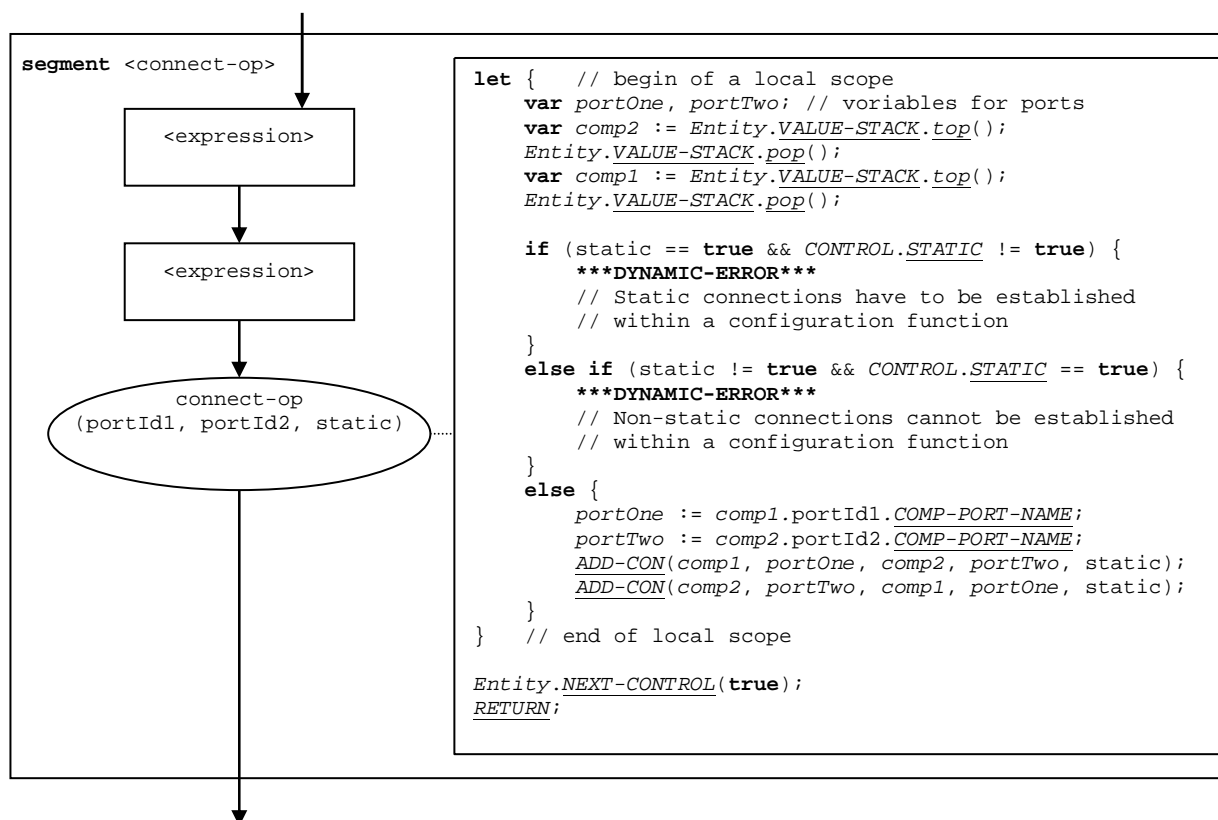 segment <connect-op>
<expression>
<expression>
connect-op
(portId1, portId2, static)
let {   // begin of a local scope
    var portOne, portTwo; // voriables for ports
    var comp2 := Entity.VALUE-STACK.top();
    Entity.VALUE-STACK.pop();
    var comp1 := Entity.VALUE-STACK.top();
    Entity.VALUE-STACK.pop();
    if (static == true && CONTROL.STATIC != true) {
        ***DYNAMIC-ERROR***
        // Static connections have to be established
        // within a configuration function
    }
    else if (static != true && CONTROL.STATIC == true) {
        ***DYNAMIC-ERROR***
        // Non-static connections cannot be established
        // within a configuration function
    }
    else {
        portOne := comp1.portId1.COMP-PORT-NAME;
        portTwo := comp2.portId2.COMP-PORT-NAME;
        ADD-CON(comp1, portOne, comp2, portTwo, static);
        ADD-CON(comp2, portTwo, comp1, portOne, static);
    }
}   // end of local scope
Entity.NEXT-CONTROL(true);
RETURN;